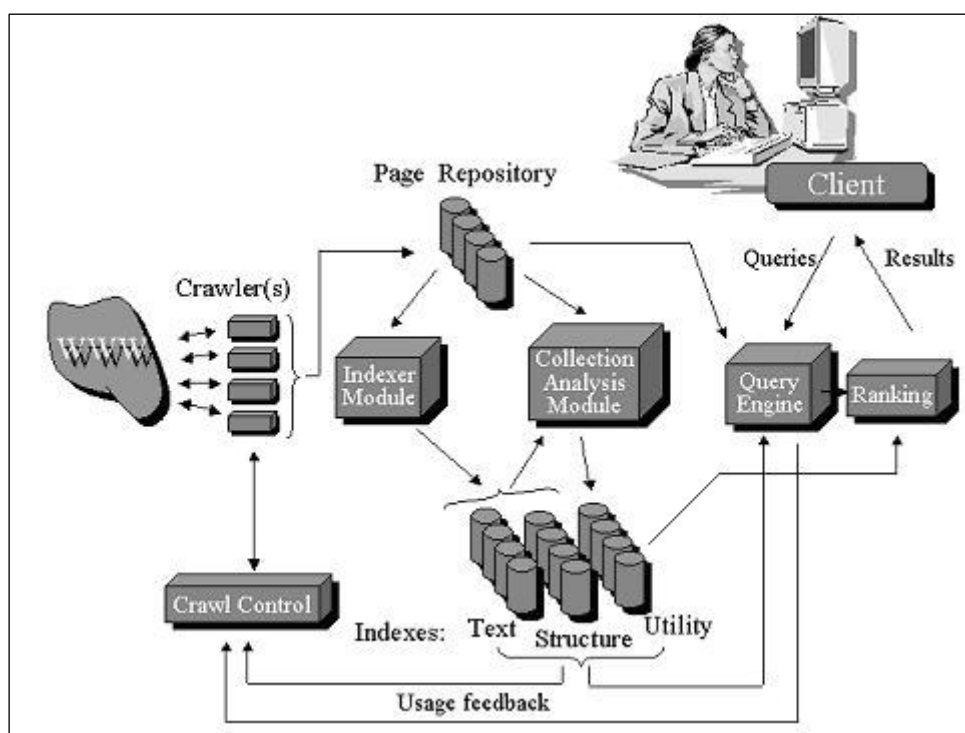 Client
Page Repository
Queries
Results
Crawler(s)
WWW
Indexer
Module
Collection
Analysis
Module
Query
Engine
Ranking
Crawl Control
Indexes:
Text
Structure
Utility
Usage feedback